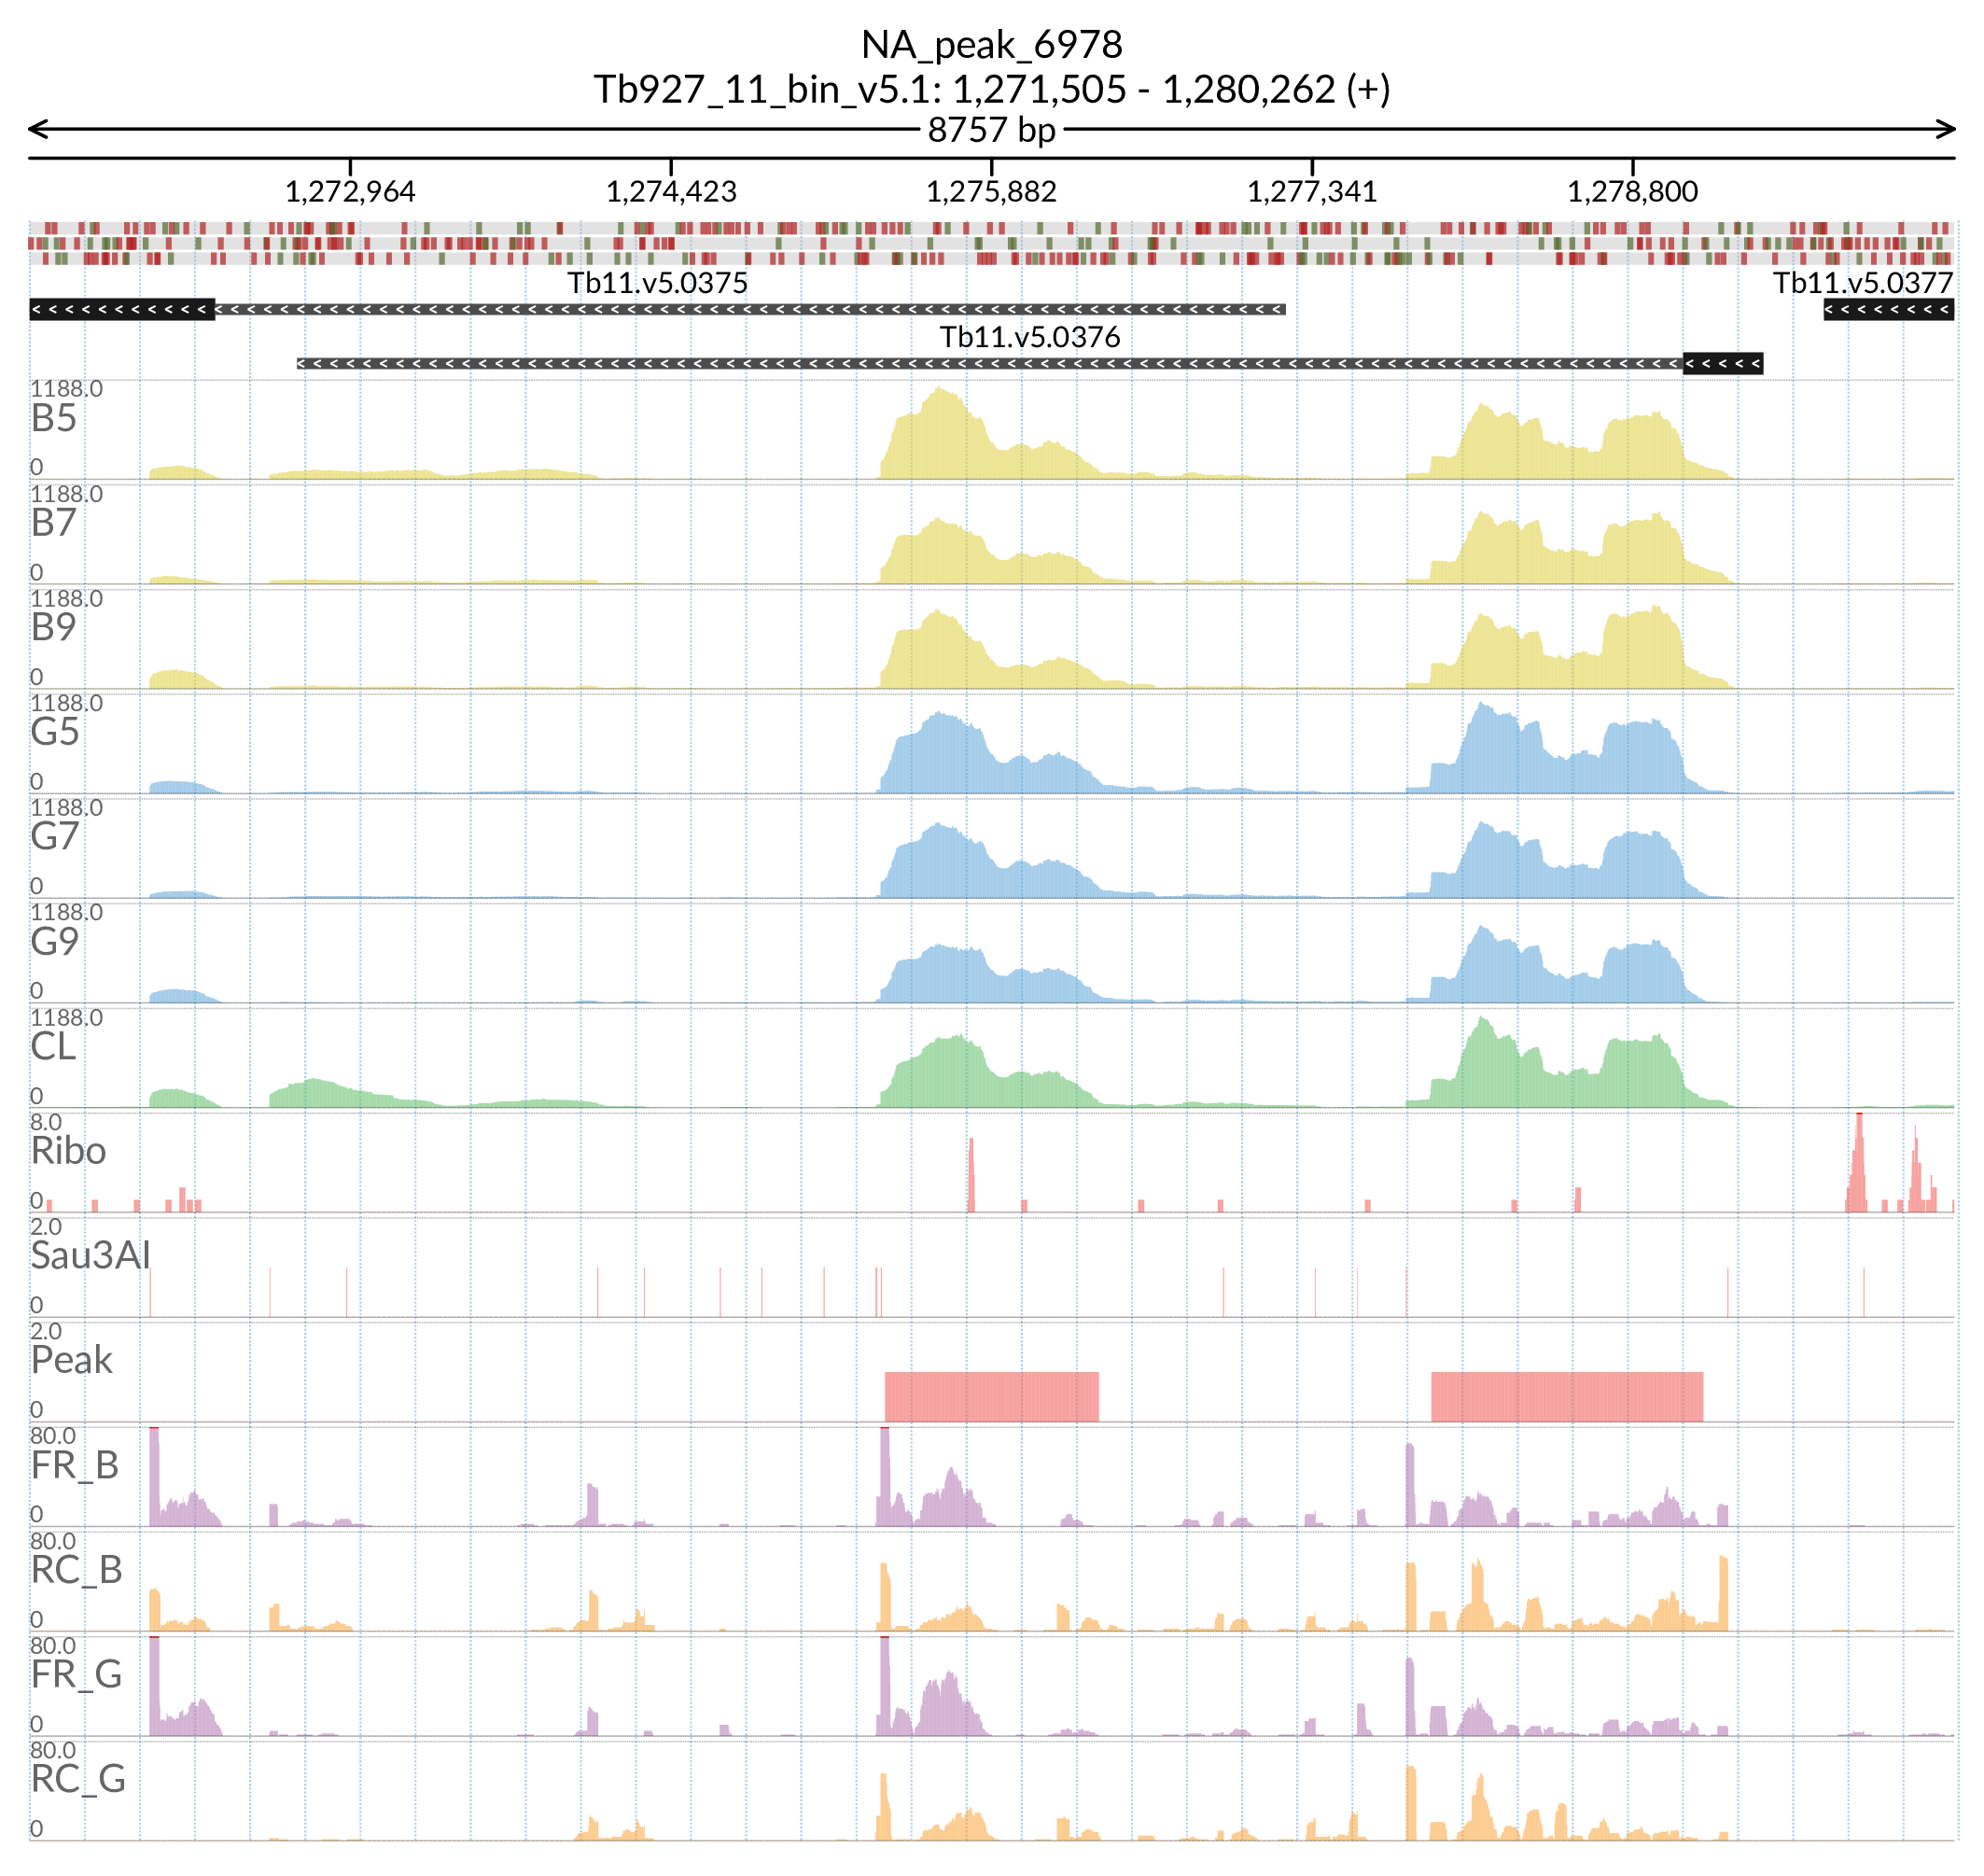 NA_peak_6978
Tb927_11_bin_v5.1: 1,271,505 - 1,280,262 (+)
8757 bp
1,272,964 1,274,423 1,275,882 1,277,341 1,278,800
Tb11.v5.0375 Tb11.v5.0377
Tb11.v5.0376
1188.0
B5
0
1188.0
B7
0
1188.0
B9
0
1188.0
G5
0
1188.0
G7
0
1188.0
G9
0
1188.0
CL
0
8.0
Ribo
0
2.0
Sau3AI
0
2.0
Peak
0
80.0
FR_B
0
80.0
RC_B
0
80.0
FR_G
0
80.0
RC_G
0